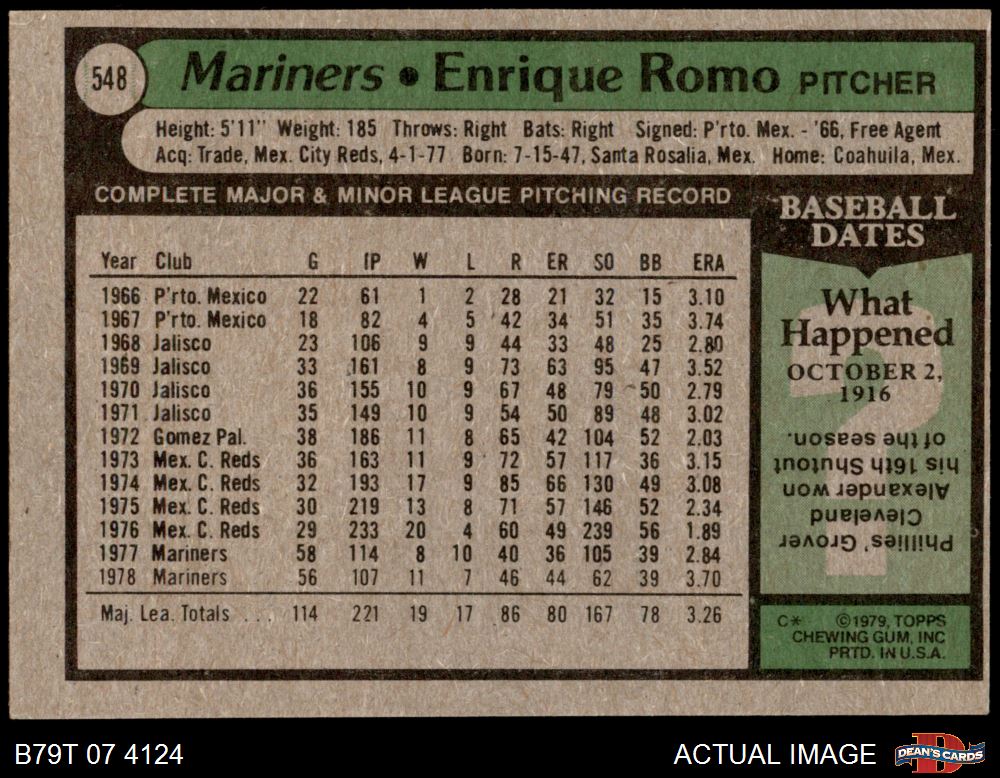 548
Mariners • Enrique Romo PITCHER
Height: 5'11" Weight: 185 Throws: Right Bats: Right Signed: P'rto. Mex. - '66, Free Agent
Acq: Trade, Mex. City Reds, 4-1-77 Born: 7-15-47, Santa Rosalia, Mex. Home: Coahuila, Mex.
COMPLETE MAJOR & MINOR LEAGUE PITCHING RECORD
Year Club G IP W L R ER SO BB ERA
1966 P'rto. Mexico 22 61 1 2 28 21 32 15 3.10
1967 P'rto. Mexico 18 82 4 5 42 34 51 35 3.74
1968 Jalisco 23 106 9 9 44 33 48 25 2.80
1969 Jalisco 33 161 8 9 73 63 95 47 3.52
1970 Jalisco 36 155 10 9 67 48 79 50 2.79
1971 Jalisco 35 149 10 9 54 50 89 48 3.02
1972 Gomez Pal. 38 186 11 8 65 42 104 52 2.03
1973 Mex. C. Reds 36 163 11 9 72 57 117 36 3.15
1974 Mex. C. Reds 32 193 17 9 85 66 130 49 3.08
1975 Mex. C. Reds 30 219 13 8 71 57 146 52 2.34
1976 Mex. C. Reds 29 233 20 4 60 49 239 56 1.89
1977 Mariners 58 114 8 10 40 36 105 39 2.84
1978 Mariners 56 107 11 7 46 44 62 39 3.70
Maj. Lea. Totals . . . 114 221 19 17 86 80 167 78 3.26
BASEBALL
DATES
What
Happened
OCTOBER 2,
1916
Phillies' Grover
Cleveland
Alexander won
his 16th Shutout
of the season.
C* ©1979, TOPPS
CHEWING GUM, INC
PRTD. IN U.S.A.
B79T 07 4124
ACTUAL IMAGE
DEAN'S CARDS